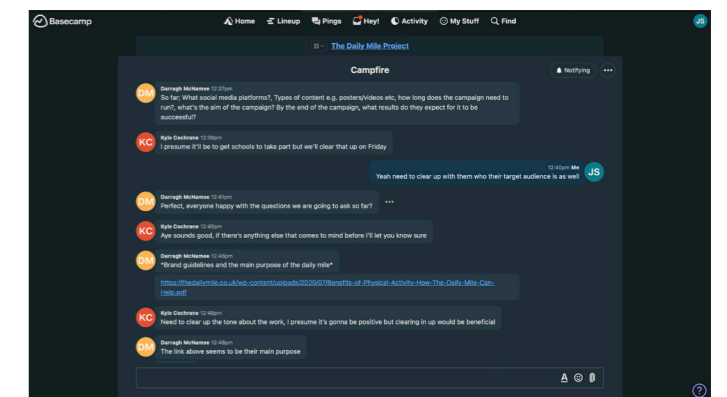 Basecamp
Home Lineup Pings Hey! Activity My Stuff Find
JS
The Daily Mile Project
Campfire
Notifying
Darragh McNamee 12:37pm
DM
So far; What social media platforms?, Types of content e.g. posters/videos etc, how long does the campaign need to
run?, what's the aim of the campaign? By the end of the campaign, what results do they expect for it to be
successful?
Kyle Cochrane 12:39pm
KC
I presume it'll be to get schools to take part but we'll clear that up on Friday
12:40pm Me
JS
Yeah need to clear up with them who their target audience is as well
Darragh McNamee 12:41pm
DM
Perfect, everyone happy with the questions we are going to ask so far?
Kyle Cochrane 12:45pm
KC
Aye sounds good, if there's anything else that comes to mind before I'll let you know sure
Darragh McNamee 12:46pm
DM
*Brand guidelines and the main purpose of the daily mile*
https://thedailymile.co.uk/wp-content/uploads/2020/07/Benefits-of-Physical-Activity-How-The-Daily-Mile-Can-
Help.pdf
Kyle Cochrane 12:48pm
KC
Need to clear up the tone about the work, I presume it's gonna be positive but clearing in up would be beneficial
Darragh McNamee 12:48pm
DM
The link above seems to be their main purpose
A
?